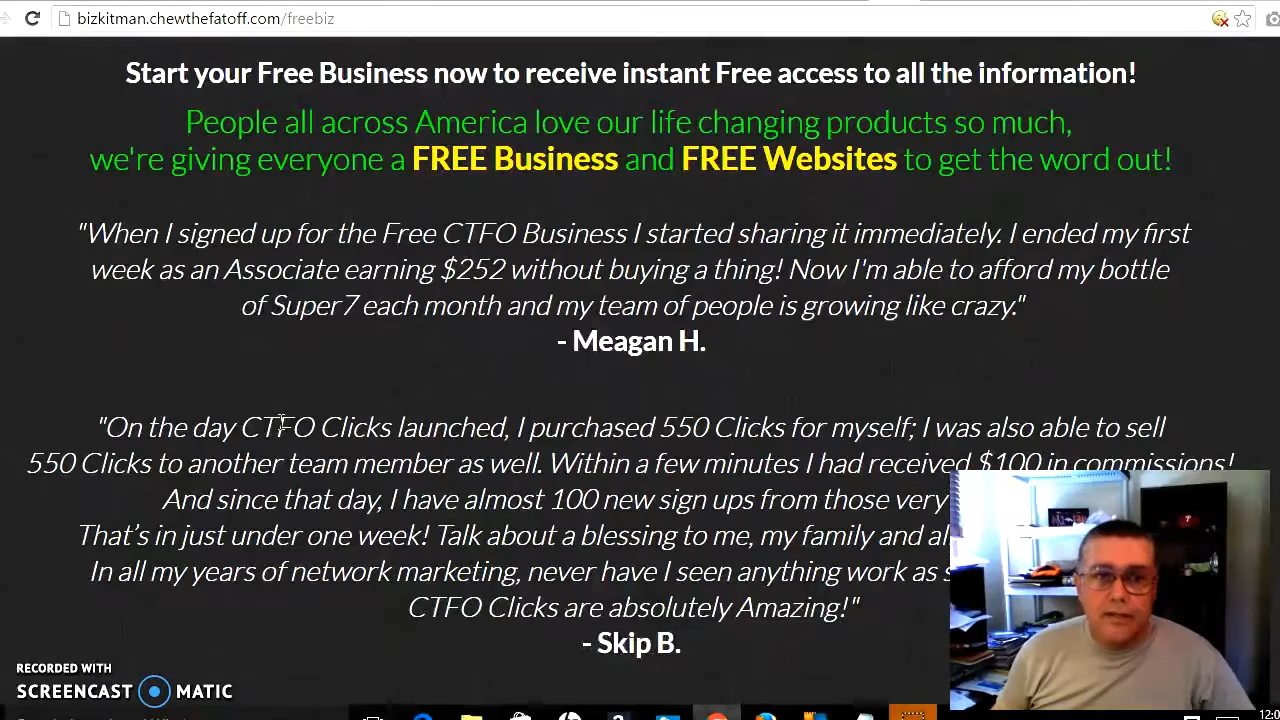 bizkitman.chewthefatoff.com/freebiz
Start your Free Business now to receive instant Free access to all the information!
People all across America love our life changing products so much,
we're giving everyone a FREE Business and FREE Websites to get the word out!
"When I signed up for the Free CTFO Business I started sharing it immediately. I ended my first
week as an Associate earning $252 without buying a thing! Now I'm able to afford my bottle
of Super7 each month and my team of people is growing like crazy."
- Meagan H.
"On the day CTFO Clicks launched, I purchased 550 Clicks for myself; I was also able to sell
550 Clicks to another team member as well. Within a few minutes I had received $100 in commissions!
And since that day, I have almost 100 new sign ups from those very
That's in just under one week! Talk about a blessing to me, my family and
In all my years of network marketing, never have I seen anything work as
CTFO Clicks are absolutely Amazing!"
- Skip B.
RECORDED WITH
SCREENCAST MATIC